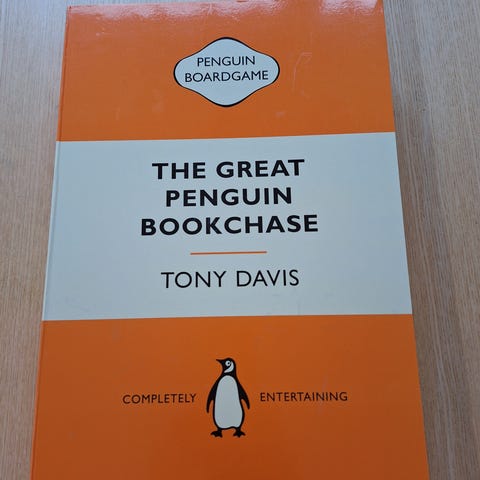 PENGUIN
BOARDGAME
THE GREAT
PENGUIN
BOOKCHASE
TONY DAVIS
COMPLETELY ENTERTAINING